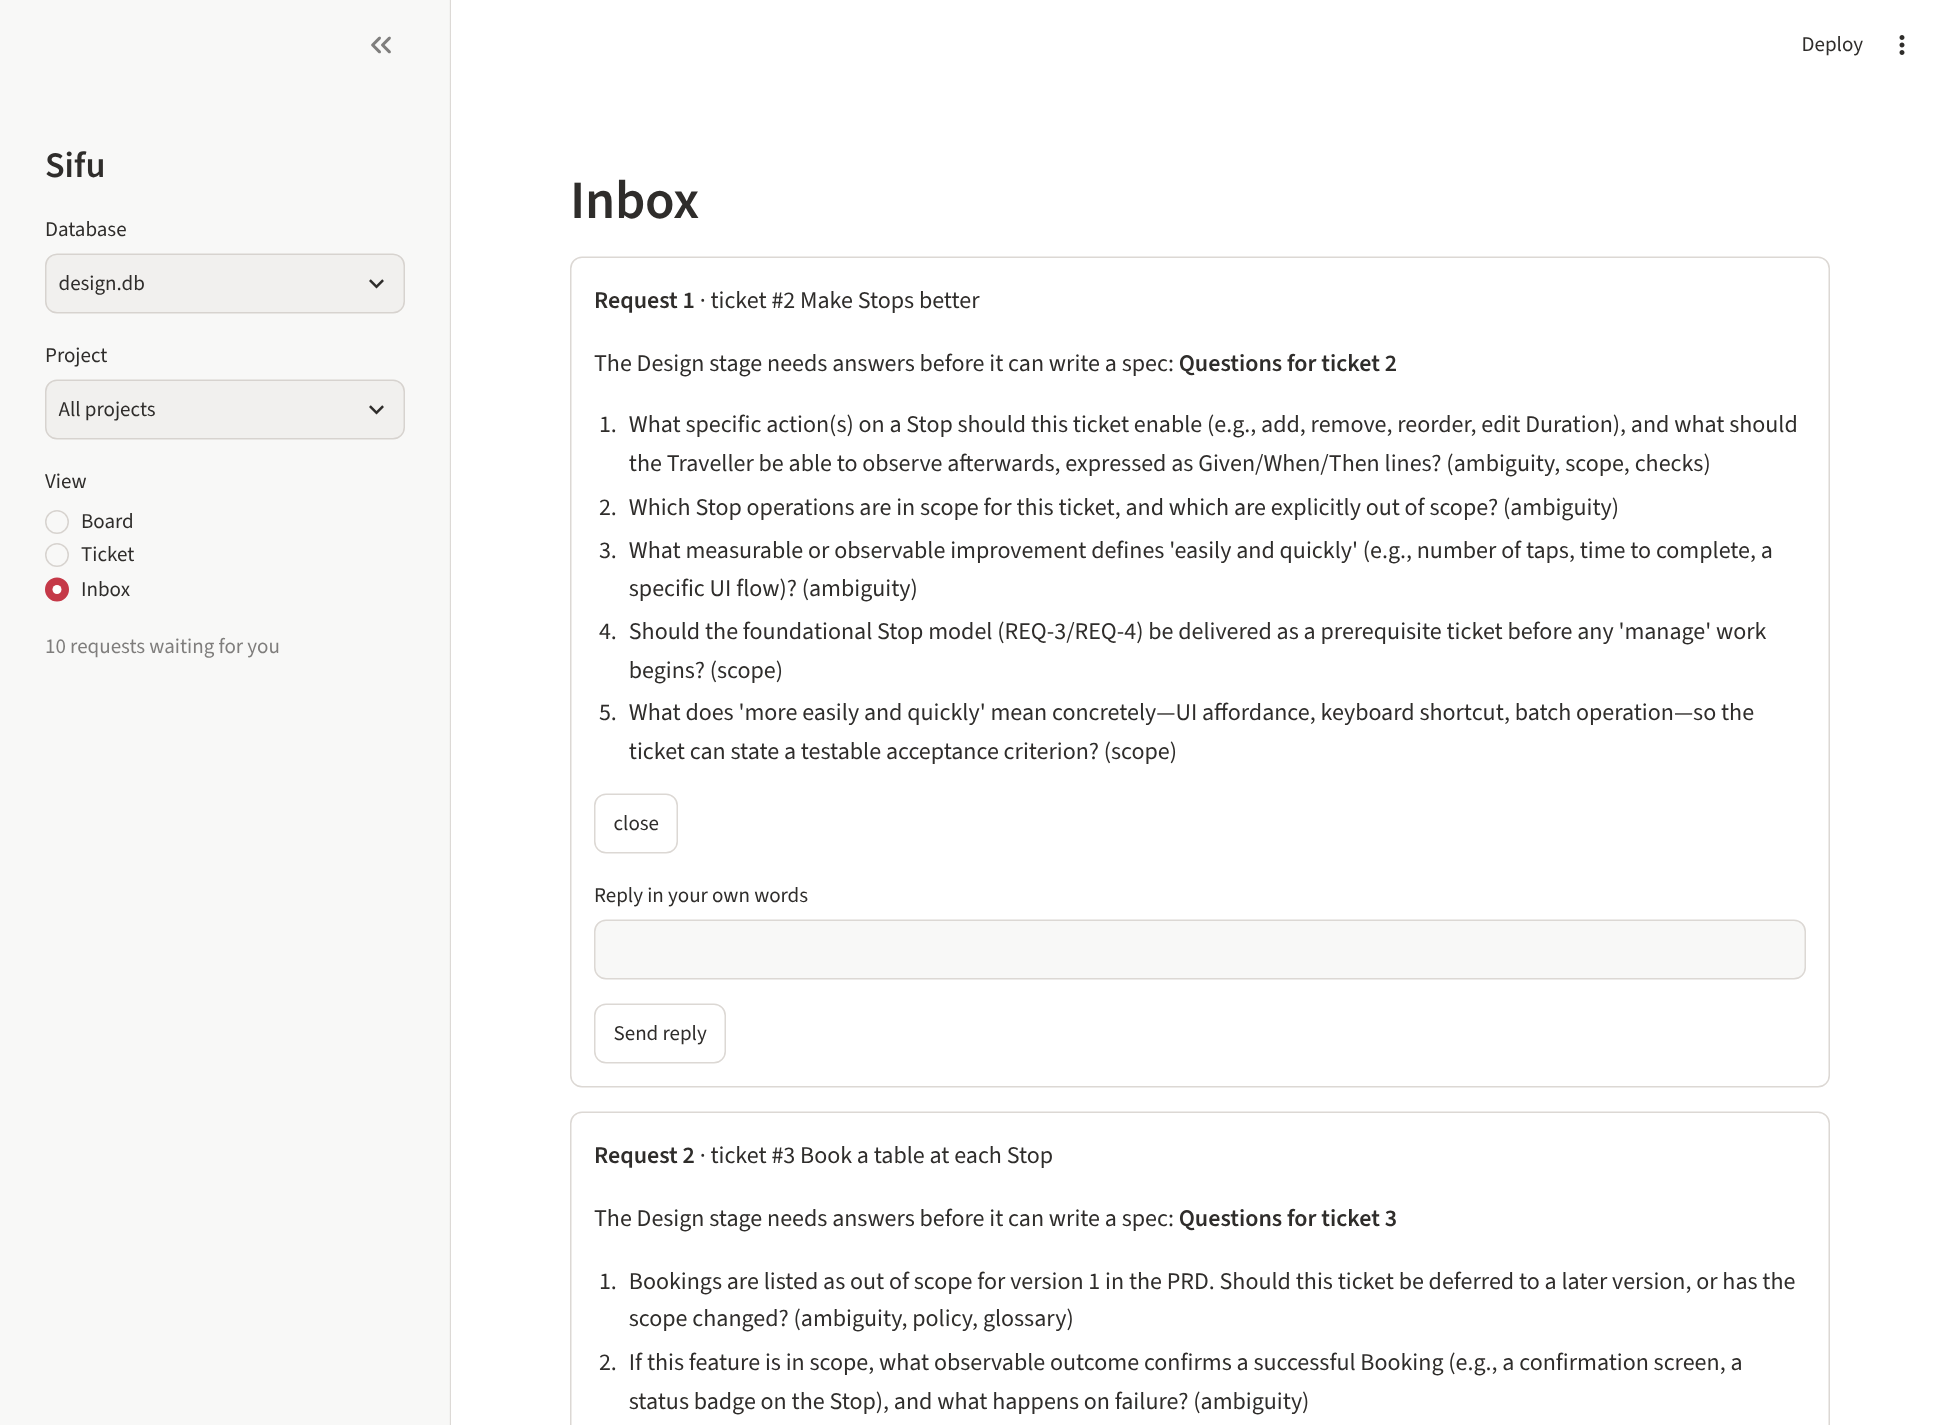 Deploy
Sifu
Database
design.db
Project
All projects
View
Board
Ticket
Inbox
10 requests waiting for you
Inbox
Request 1 · ticket #2 Make Stops better
The Design stage needs answers before it can write a spec: Questions for ticket 2
1. What specific action(s) on a Stop should this ticket enable (e.g., add, remove, reorder, edit Duration), and what should
the Traveller be able to observe afterwards, expressed as Given/When/Then lines? (ambiguity, scope, checks)
2. Which Stop operations are in scope for this ticket, and which are explicitly out of scope? (ambiguity)
3. What measurable or observable improvement defines 'easily and quickly' (e.g., number of taps, time to complete, a
specific UI flow)? (ambiguity)
4. Should the foundational Stop model (REQ-3/REQ-4) be delivered as a prerequisite ticket before any 'manage' work
begins? (scope)
5. What does 'more easily and quickly' mean concretely—UI affordance, keyboard shortcut, batch operation—so the
ticket can state a testable acceptance criterion? (scope)
close
Reply in your own words
Send reply
Request 2 · ticket #3 Book a table at each Stop
The Design stage needs answers before it can write a spec: Questions for ticket 3
1. Bookings are listed as out of scope for version 1 in the PRD. Should this ticket be deferred to a later version, or has the
scope changed? (ambiguity, policy, glossary)
2. If this feature is in scope, what observable outcome confirms a successful Booking (e.g., a confirmation screen, a
status badge on the Stop), and what happens on failure? (ambiguity)